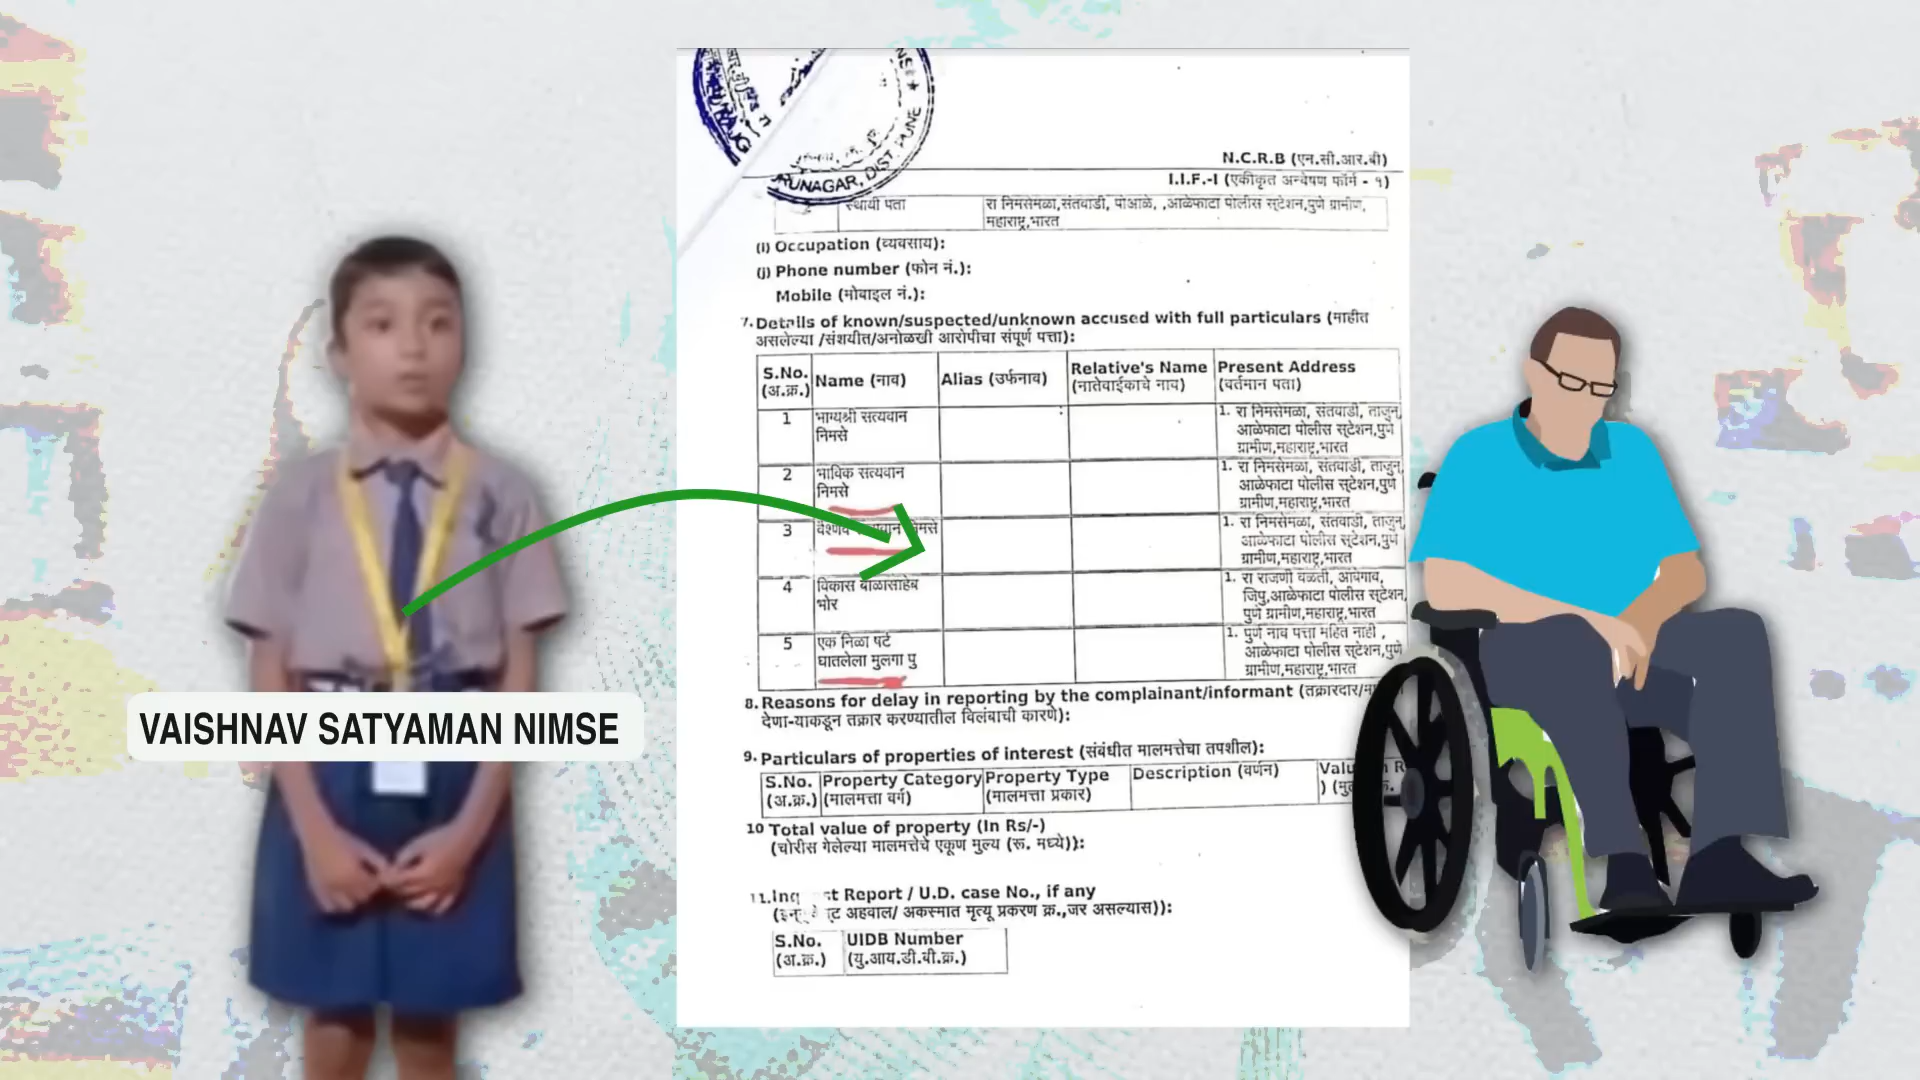 RUNAGAR, DIST. PUNE
N.C.R.B (एन.सी.आर.बी)
I.I.F.-I (एकीकृत अन्वेषण फॉर्म - १)
स्थायी पता
रा निमसेमळा,संतवाडी, पोआळे, ,आळेफाटा पोलीस स्टेशन,पुणे ग्रामीण,
महाराष्ट्र,भारत
(i) Occupation (व्यवसाय):
(j) Phone number (फोन नं.):
Mobile (मोबाइल नं.):
7. Details of known/suspected/unknown accused with full particulars (माहीत
असलेल्या /संशयीत/अनोळखी आरोपीचा संपूर्ण पत्ता):
S.No. Name (नाव) Alias (उर्फनाव) Relative's Name Present Address
(अ.क्र.) (नातेवाईकाचे नाव) (वर्तमान पता)
1 भाग्यश्री सत्यवान 1. रा निमसेमळा, संतवाडी, ताजुन,
निमसे आळेफाटा पोलीस स्टेशन,पुणे
ग्रामीण,महाराष्ट्र,भारत
2 भाविक सत्यवान 1. रा निमसेमळा, संतवाडी, ताजुन,
निमसे आळेफाटा पोलीस स्टेशन,पुणे
ग्रामीण,महाराष्ट्र,भारत
3 1. रा निमसेमळा, संतवाडी, ताजुन,
आळेफाटा पोलीस स्टेशन,पुणे
ग्रामीण,महाराष्ट्र,भारत
4 विकास बाळासाहेब 1. रा राजणी वळती, आंबेगाव,
भोर जिपु,आळेफाटा पोलीस स्टेशन,
पुणे ग्रामीण,महाराष्ट्र,भारत
5 एक निळा पर्ट 1. पुर्ण नाव पत्ता महित नाही ,
घातलेला मुलगा पु आळेफाटा पोलीस स्टेशन,पुणे
ग्रामीण,महाराष्ट्र,भारत
8. Reasons for delay in reporting by the complainant/informant
देणा-याकडून तक्रार करण्यातील विलंबाची कारणे):
9. Particulars of properties of interest (संबंधीत मालमत्तेचा तपशील):
S.No. Property Category Property Type Description (वर्णन)
(अ.क्र.) (मालमत्ता वर्ग) (मालमत्ता प्रकार)
10 Total value of property (In Rs/-)
(चोरीस गेलेल्या मालमत्तेचे एकूण मुल्य (रू. मध्ये)):
11. Report / U.D. case No., if any
अहवाल/ अकस्मात मृत्यू प्रकरण क्र.,जर असल्यास)):
S.No. UIDB Number
(अ.क्र.) (यु.आय.डी.बी.क्र.)
VAISHNAV SATYAMAN NIMSE